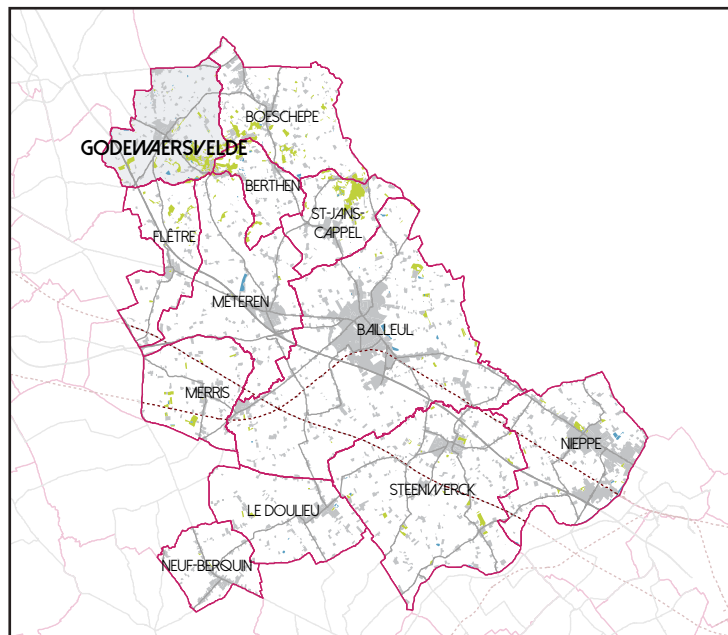 BOESCHEPE
GODEWAERSVELDE
BERTHEN
ST-JANS-
CAPPEL
FLÊTRE
MÉTEREN
BAILLEUL
MERRIS
NIEPPE
STEENWERCK
LE DOULIEU
NEUF-BERQUIN